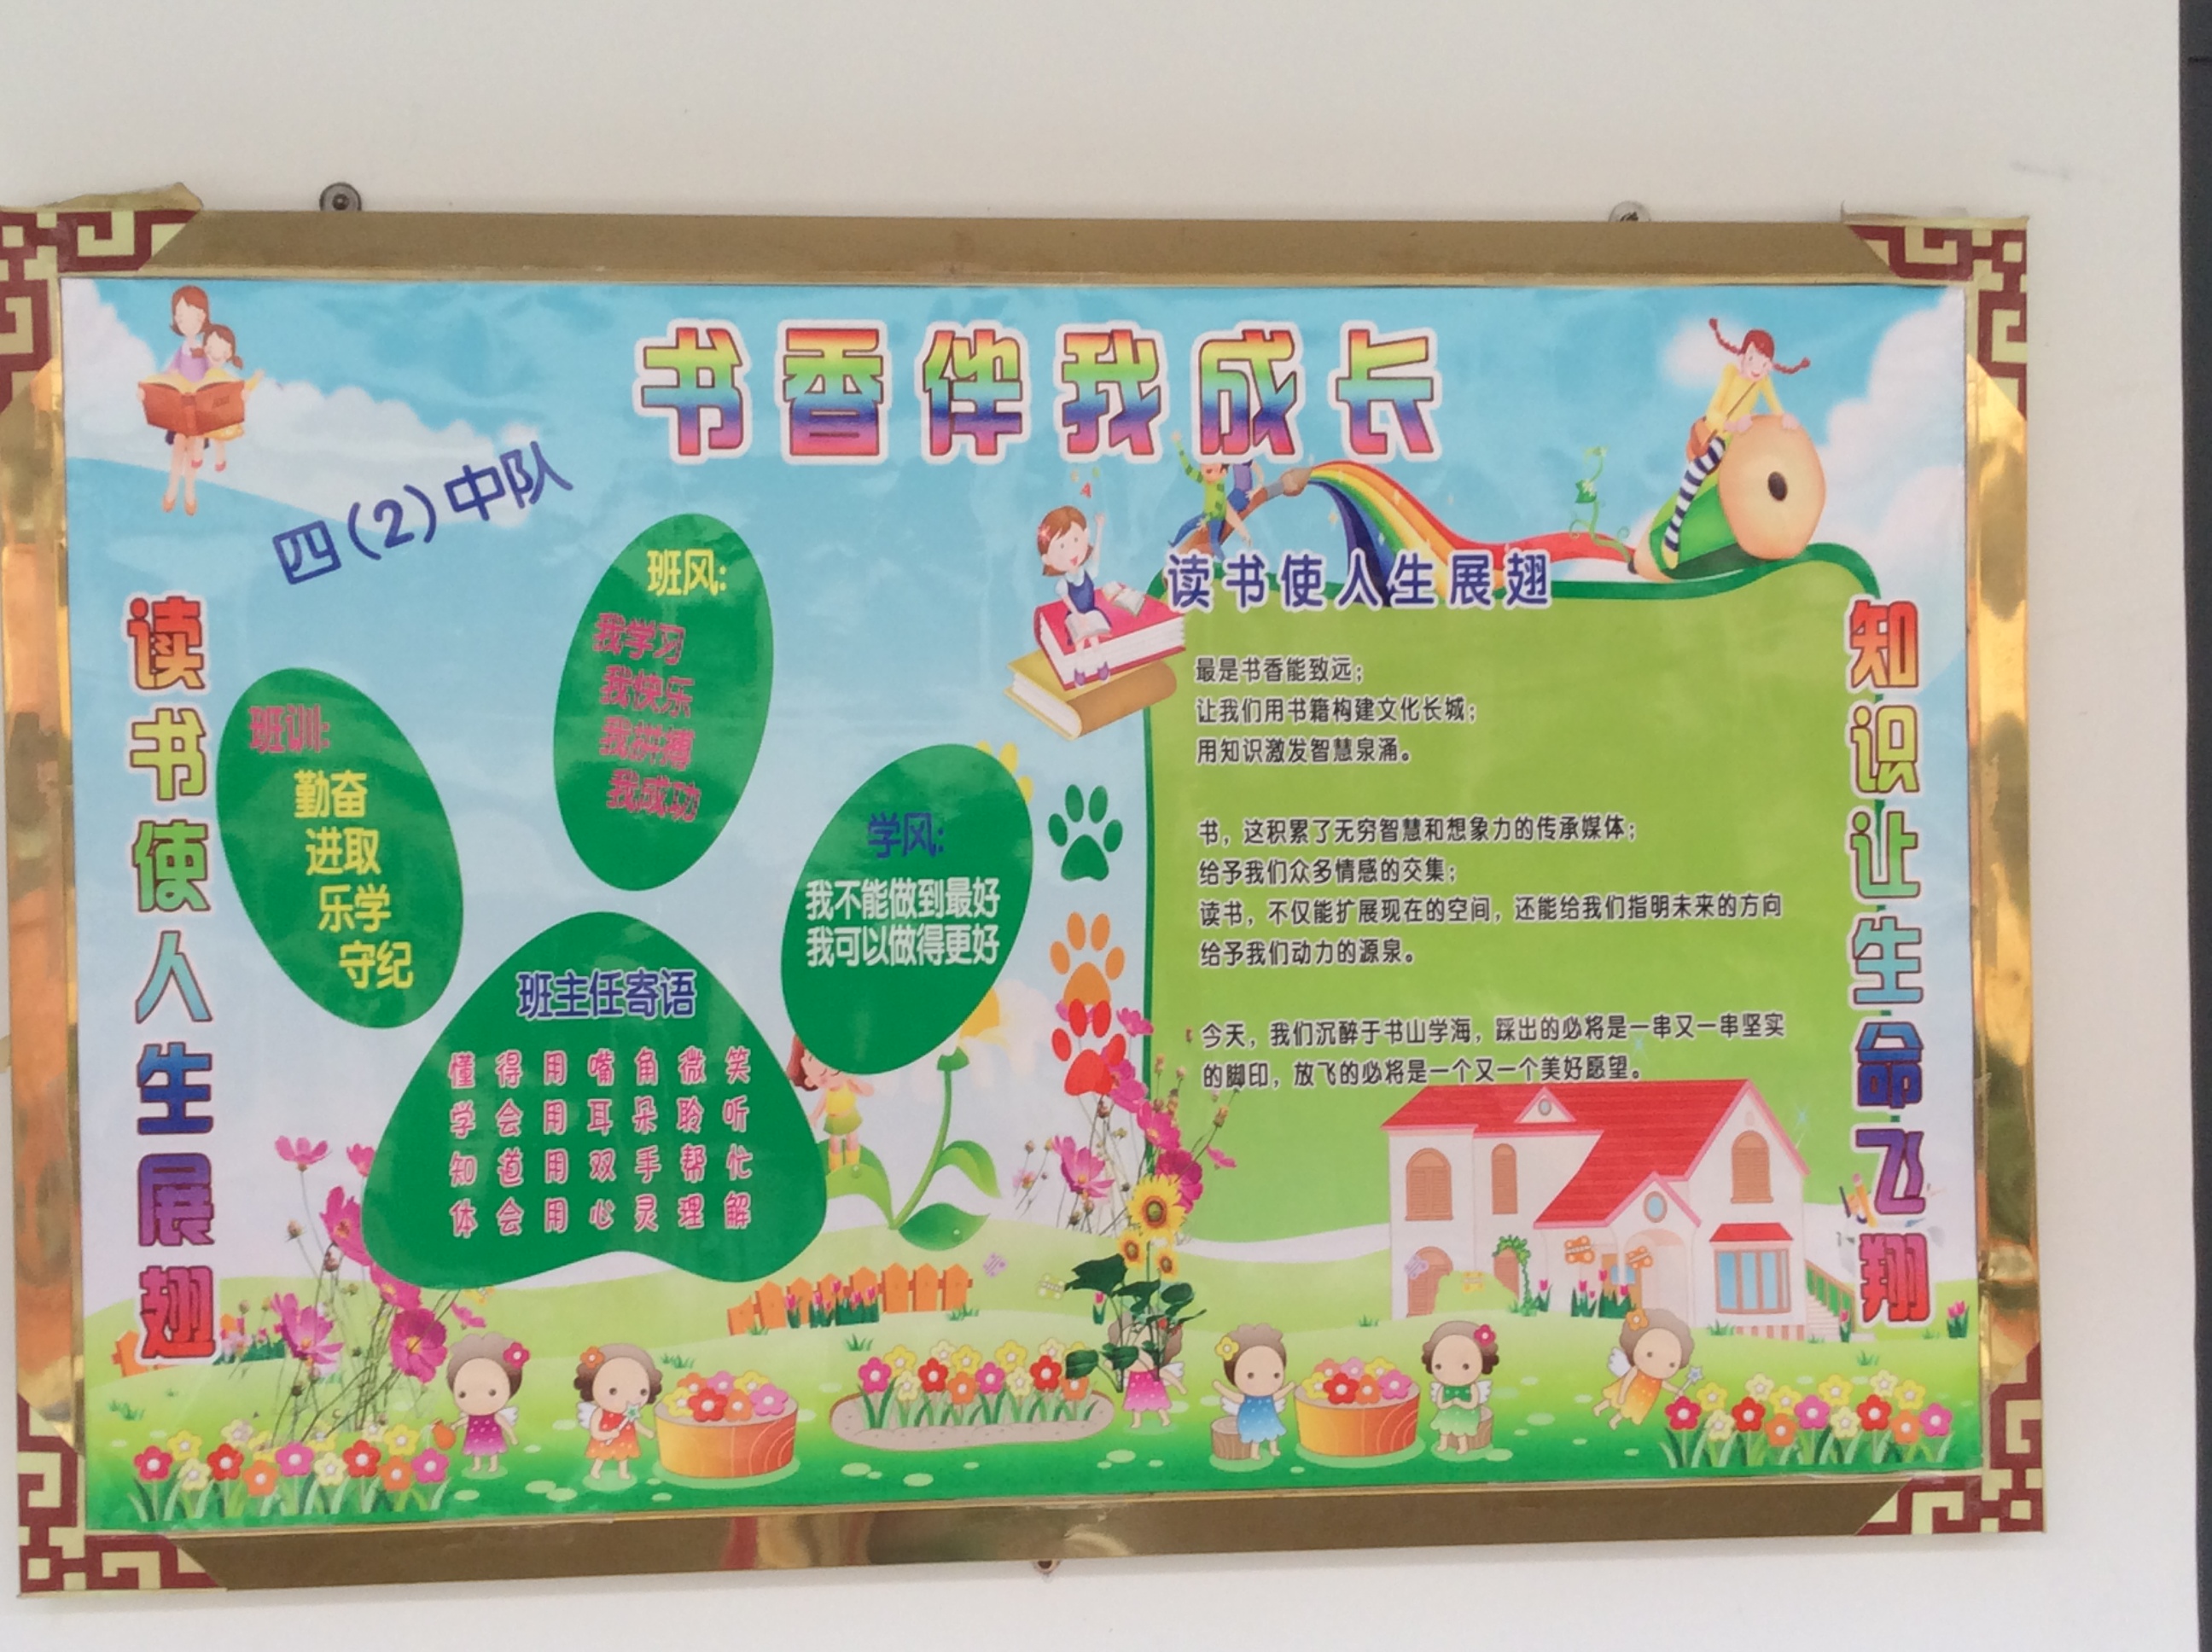 书香伴我成长
四（2）中队
读书使人生展翅
班训:
勤奋
进取
乐学
守纪
班风:
我学习
我快乐
我拼搏
我成功
学风:
我不能做到最好
我可以做得更好
班主任寄语
懂得用嘴角微笑
学会用耳朵聆听
知道用双手帮忙
体会用心灵理解
读书使人生展翅
最是书香能致远；
让我们用书籍构建文化长城；
用知识激发智慧泉涌。
书，这积累了无穷智慧和想象力的传承媒体；
给予我们众多情感的交集；
读书，不仅能扩展现在的空间，还能给我们指明未来的方向
给予我们动力的源泉。
今天，我们沉醉于书山学海，踩出的必将是一串又一串坚实
的脚印，放飞的必将是一个又一个美好愿望。
知识让生命飞翔